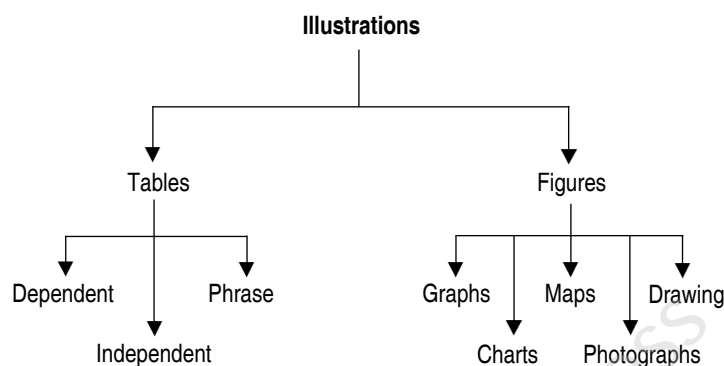 Illustrations
Tables Figures
Dependent Phrase Graphs Maps Drawing
Independent Charts Photographs